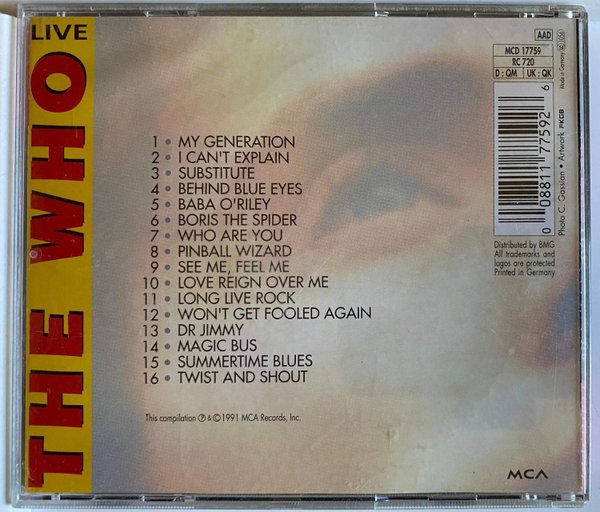 LIVE
THE WHO
1 • MY GENERATION
2 • I CAN'T EXPLAIN
3 • SUBSTITUTE
4 • BEHIND BLUE EYES
5 • BABA O'RILEY
6 • BORIS THE SPIDER
7 • WHO ARE YOU
8 • PINBALL WIZARD
9 • SEE ME, FEEL ME
10 • LOVE REIGN OVER ME
11 • LONG LIVE ROCK
12 • WON'T GET FOOLED AGAIN
13 • DR JIMMY
14 • MAGIC BUS
15 • SUMMERTIME BLUES
16 • TWIST AND SHOUT
This compilation ℗ & © 1991 MCA Records, Inc.
AAD
MCD 17759
RC 720
D : QM UK : QK
0 08811 77592 6
Made in Germany
Photo C. Gassian • Artwork PKGB
Distributed by BMG
All trademarks and
logos are protected
Printed in Germany
MCA